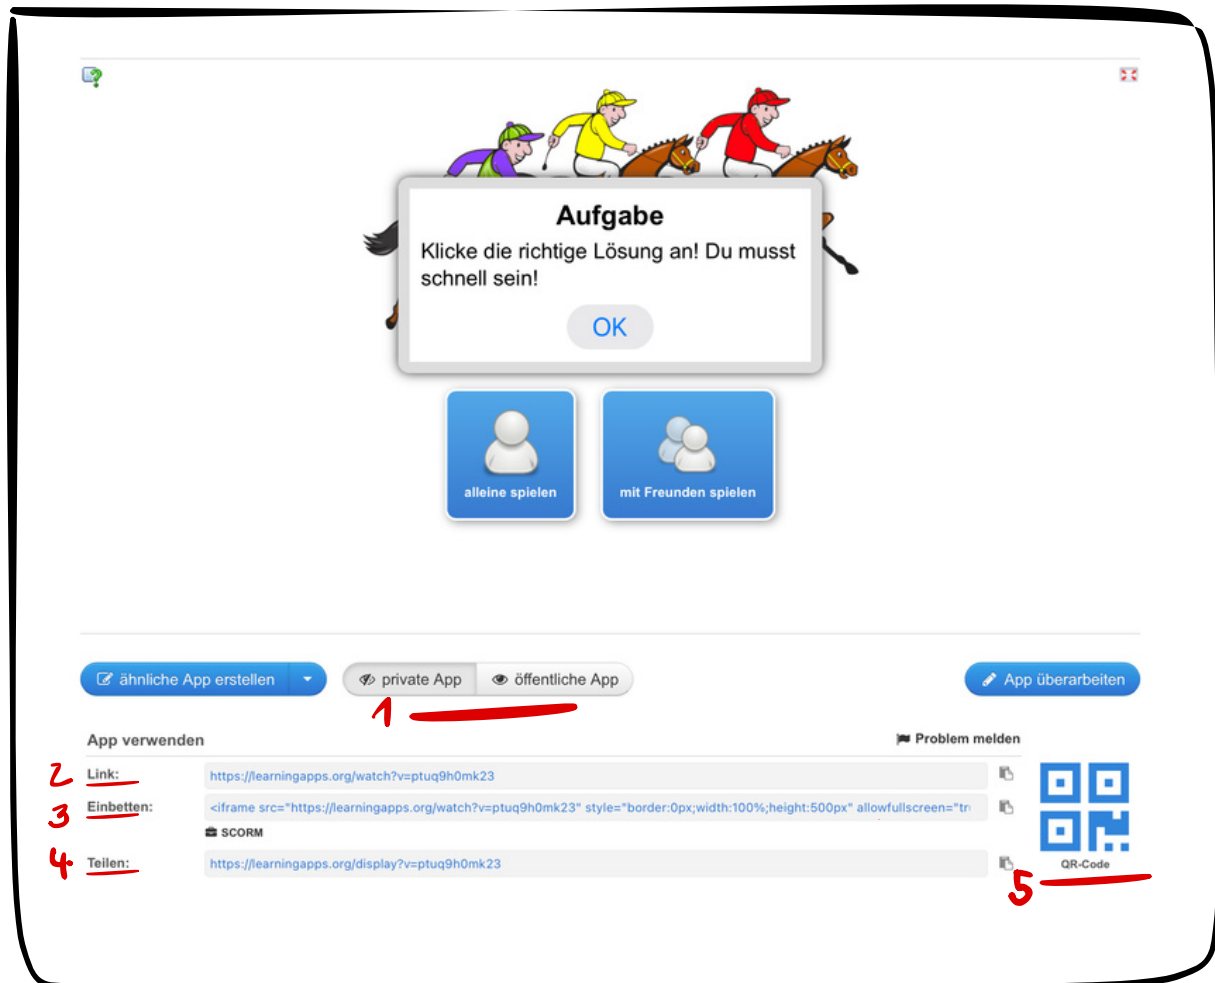 Aufgabe
Klicke die richtige Lösung an! Du musst
schnell sein!
OK
alleine spielen
mit Freunden spielen
ähnliche App erstellen
private App
öffentliche App
App überarbeiten
1
App verwenden
Problem melden
2 Link: https://learningapps.org/watch?v=ptuq9h0mk23
3 Einbetten: <iframe src="https://learningapps.org/watch?v=ptuq9h0mk23" style="border:0px;width:100%;height:500px" allowfullscreen="tr
SCORM
4. Teilen: https://learningapps.org/display?v=ptuq9h0mk23
QR-Code
5